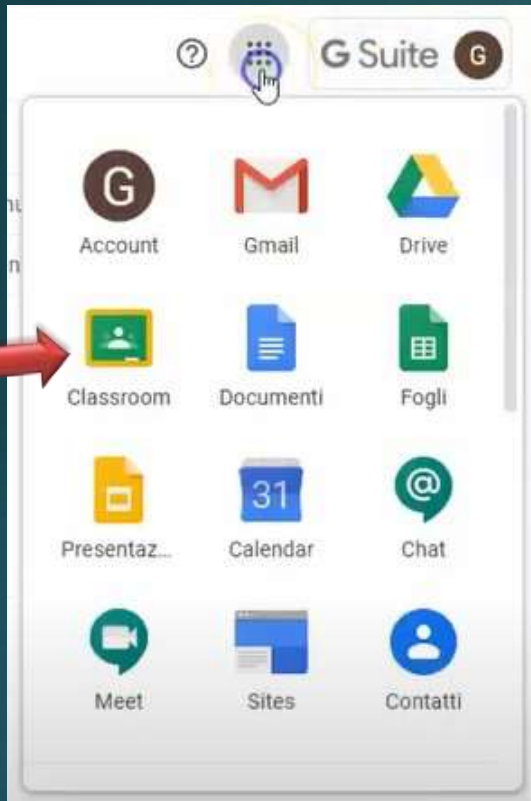 G Suite G
G
Account Gmail Drive
Classroom Documenti Fogli
31 @
Presentaz... Calendar Chat
Meet Sites Contatti